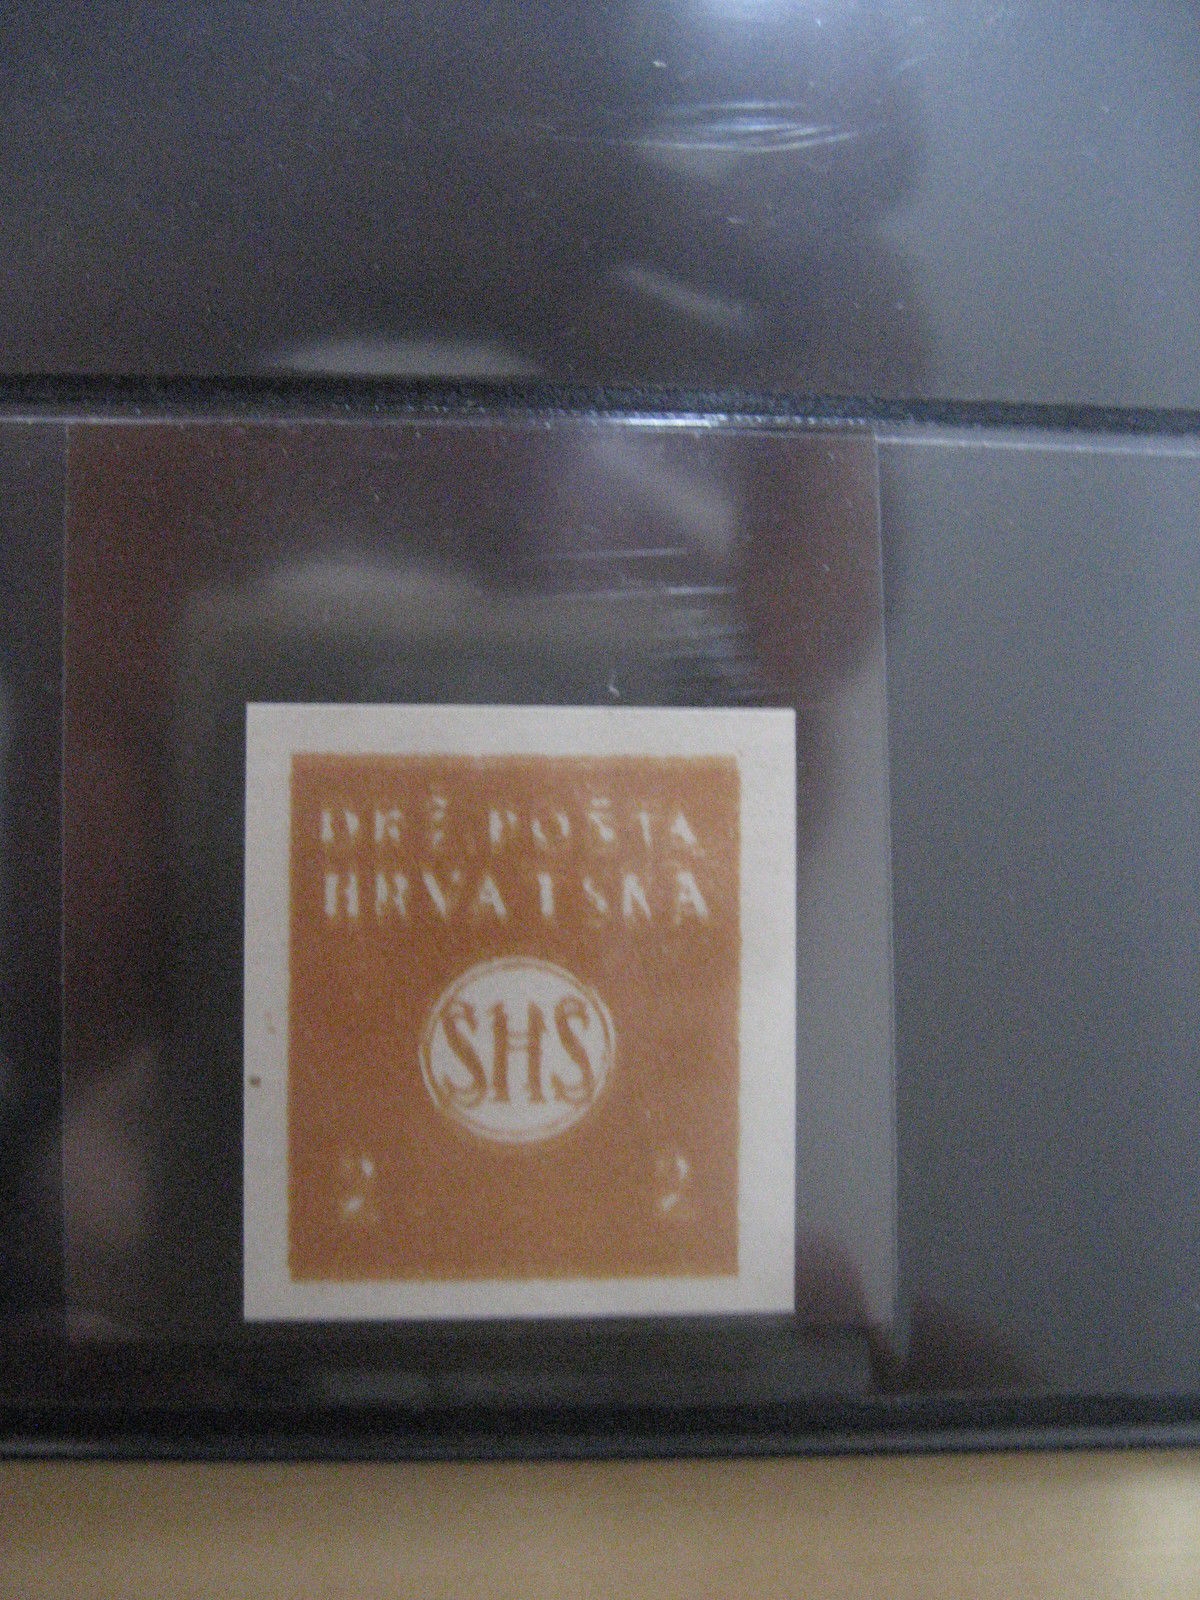 DRŽ. POŠTA
HRVATSKA
SHS
2 2